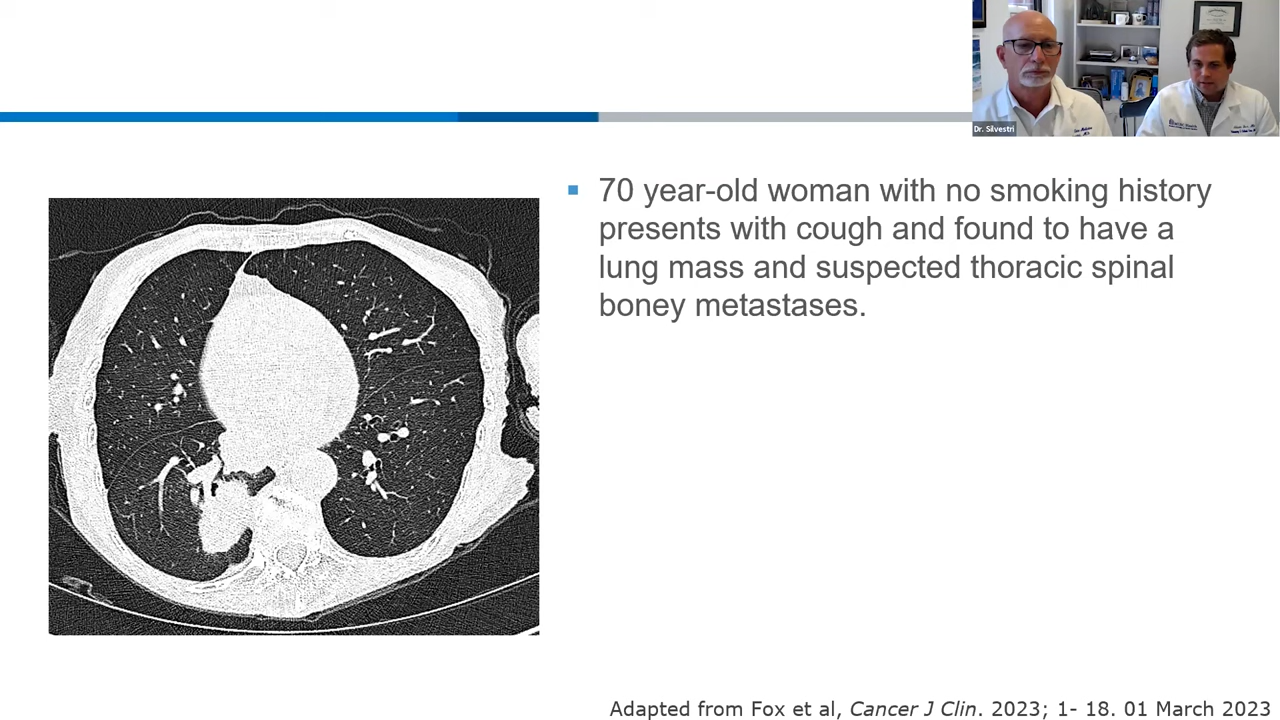 Dr. Silvestri
70 year-old woman with no smoking history
presents with cough and found to have a
lung mass and suspected thoracic spinal
boney metastases.
Adapted from Fox et al, Cancer J Clin. 2023; 1- 18. 01 March 2023